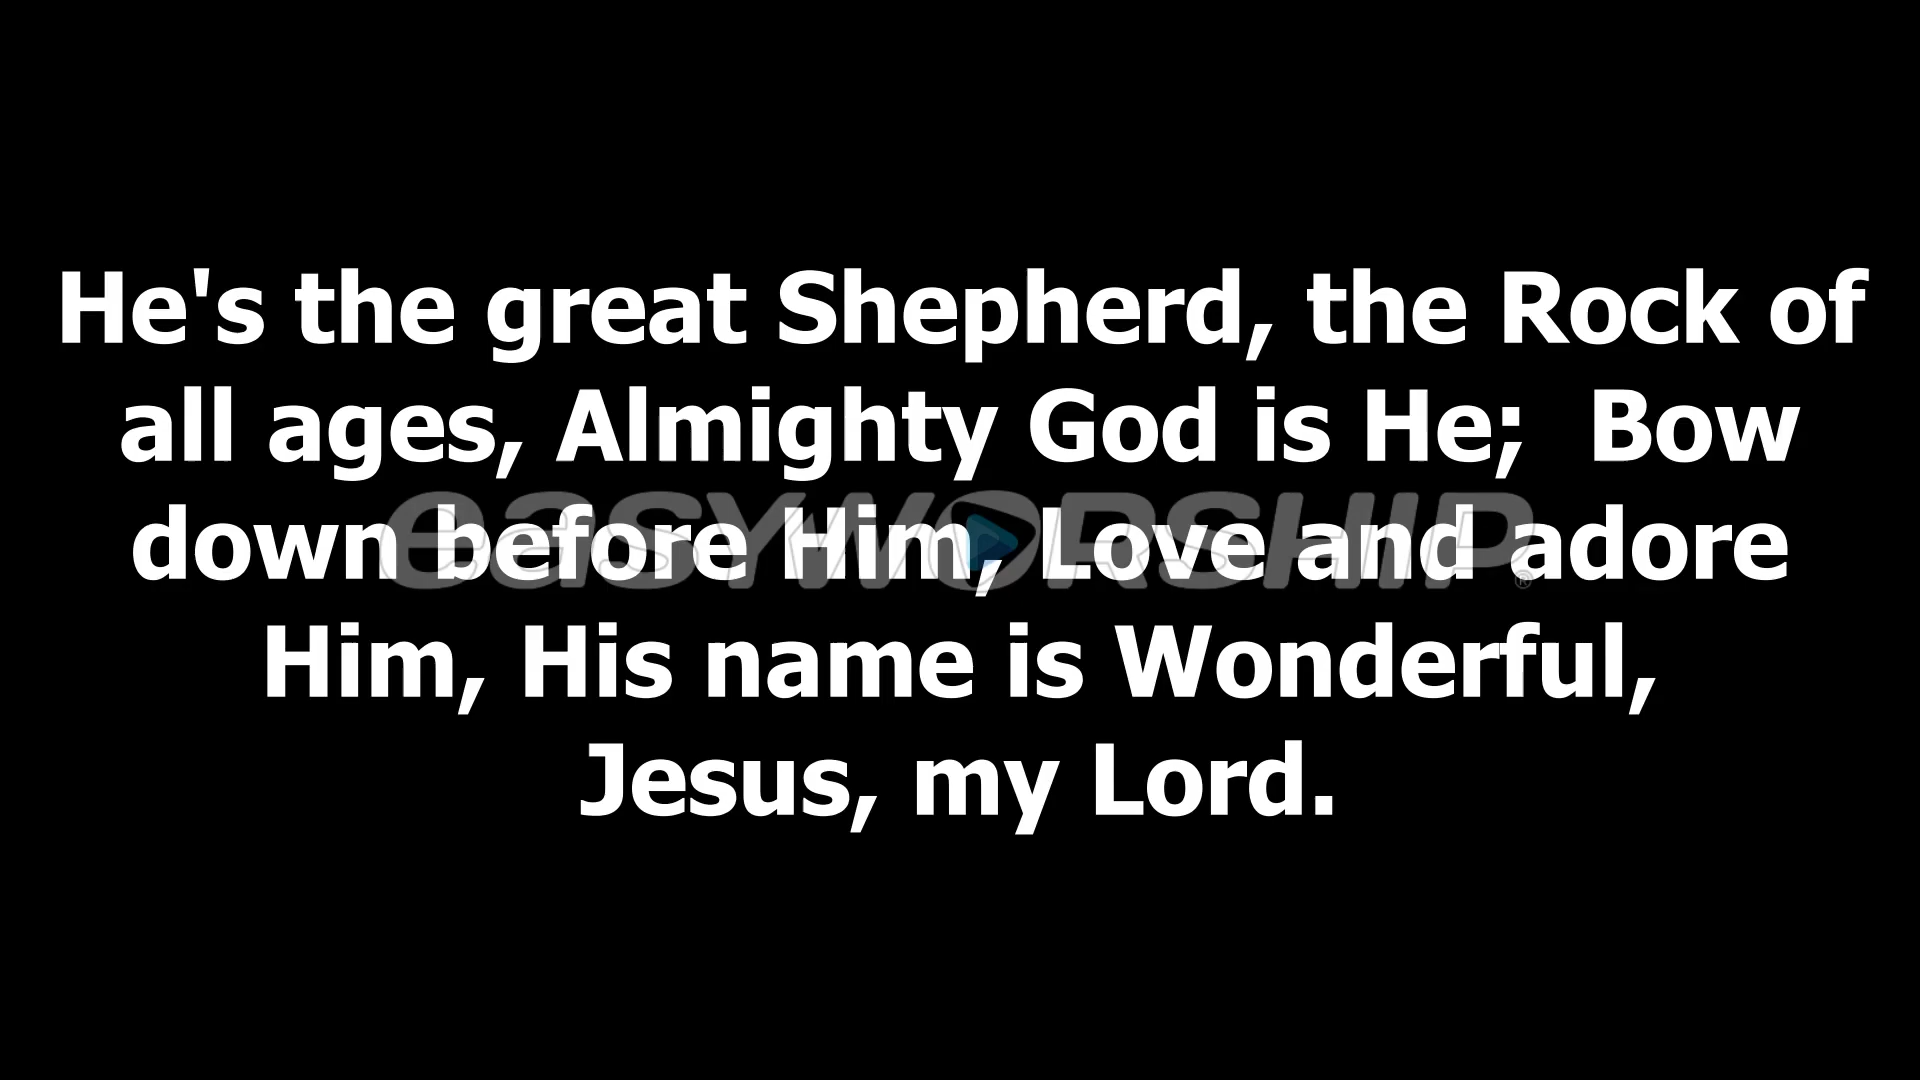 He's the great Shepherd, the Rock of
all ages, Almighty God is He;  Bow
down before Him, Love and adore
Him, His name is Wonderful,
Jesus, my Lord.
easyWORSHIP®